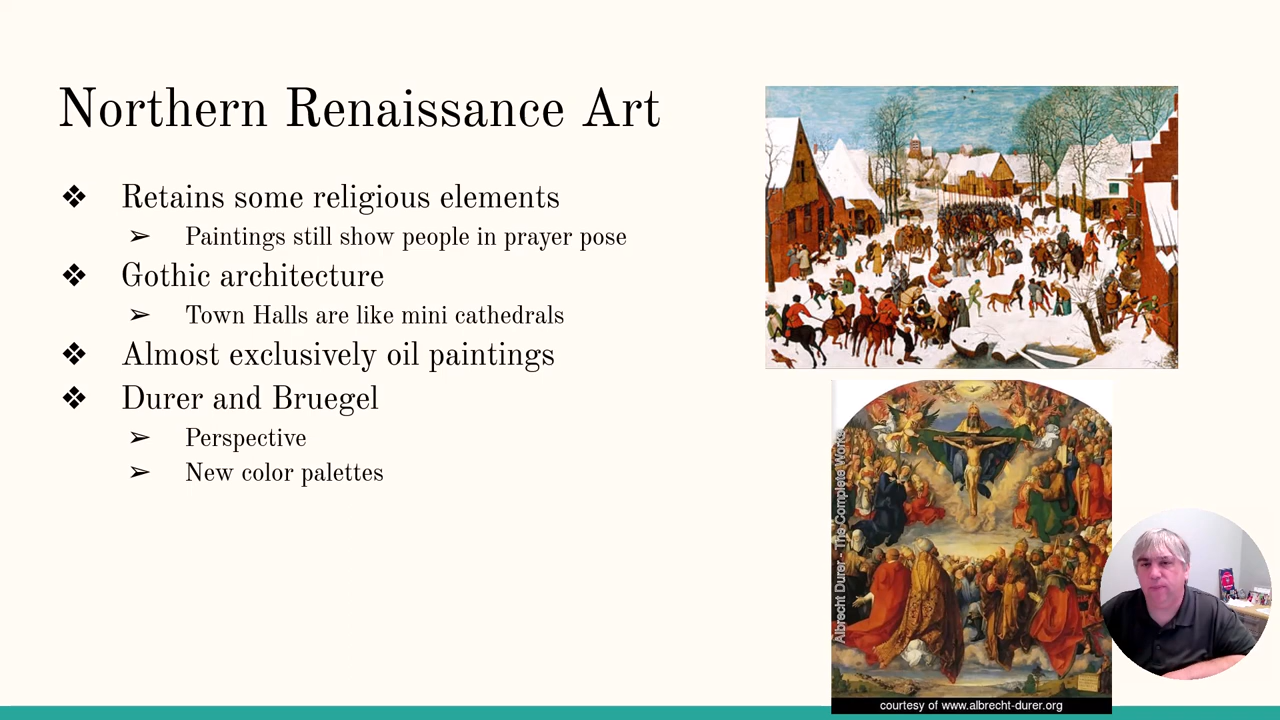 Northern Renaissance Art
❖ Retains some religious elements
➢ Paintings still show people in prayer pose
❖ Gothic architecture
➢ Town Halls are like mini cathedrals
❖ Almost exclusively oil paintings
❖ Durer and Bruegel
➢ Perspective
➢ New color palettes
Albrecht Durer - The Complete Works
courtesy of www.albrecht-durer.org